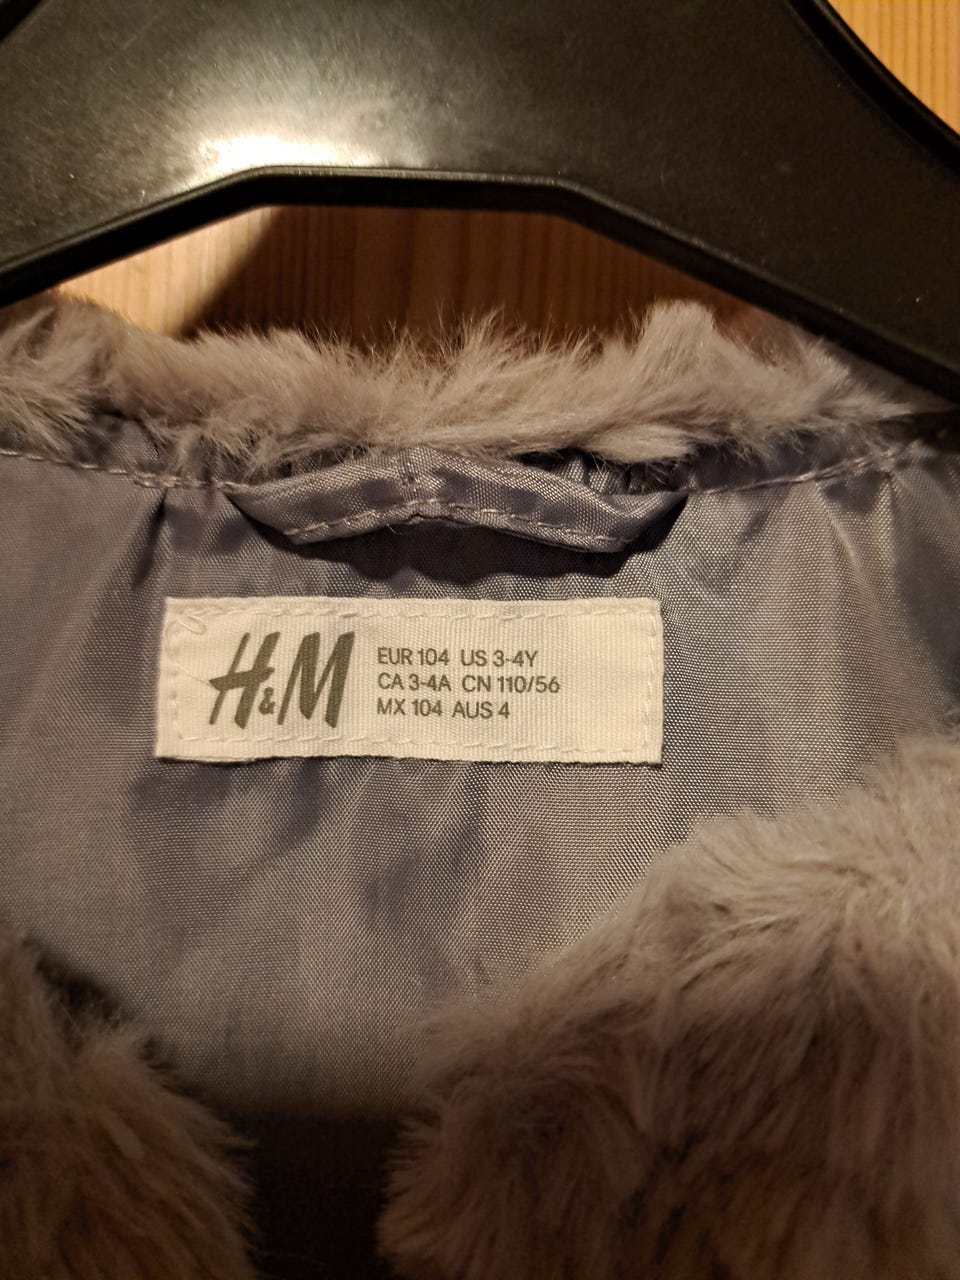 H&M
EUR 104 US 3-4Y
CA 3-4A CN 110/56
MX 104 AUS 4